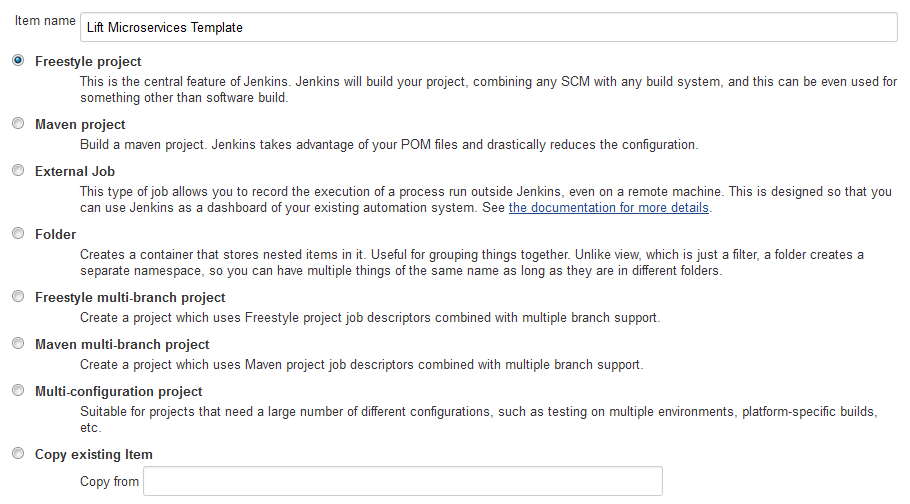 Item name Lift Microservices Template
Freestyle project
This is the central feature of Jenkins. Jenkins will build your project, combining any SCM with any build system, and this can be even used for
something other than software build.
Maven project
Build a maven project. Jenkins takes advantage of your POM files and drastically reduces the configuration.
External Job
This type of job allows you to record the execution of a process run outside Jenkins, even on a remote machine. This is designed so that you
can use Jenkins as a dashboard of your existing automation system. See the documentation for more details.
Folder
Creates a container that stores nested items in it. Useful for grouping things together. Unlike view, which is just a filter, a folder creates a
separate namespace, so you can have multiple things of the same name as long as they are in different folders.
Freestyle multi-branch project
Create a project which uses Freestyle project job descriptors combined with multiple branch support.
Maven multi-branch project
Create a project which uses Maven project job descriptors combined with multiple branch support.
Multi-configuration project
Suitable for projects that need a large number of different configurations, such as testing on multiple environments, platform-specific builds,
etc.
Copy existing Item
Copy from